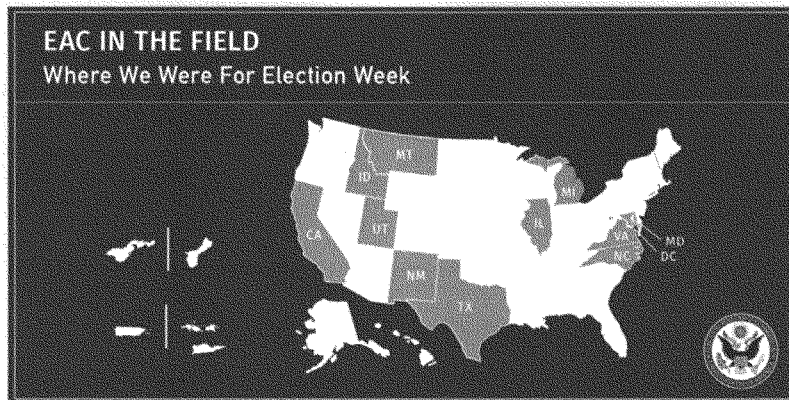 EAC IN THE FIELD
Where We Were For Election Week
MT
ID
MI
UT
IL
CA
VA
MD
DC
NC
NM
TX